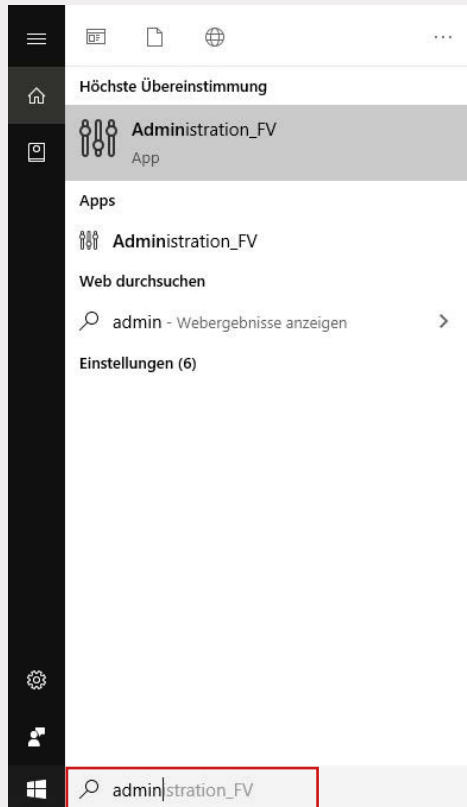 Höchste Übereinstimmung
Administration_FV
App
Apps
Administration_FV
Web durchsuchen
admin - Webergebnisse anzeigen
Einstellungen (6)
administration_FV